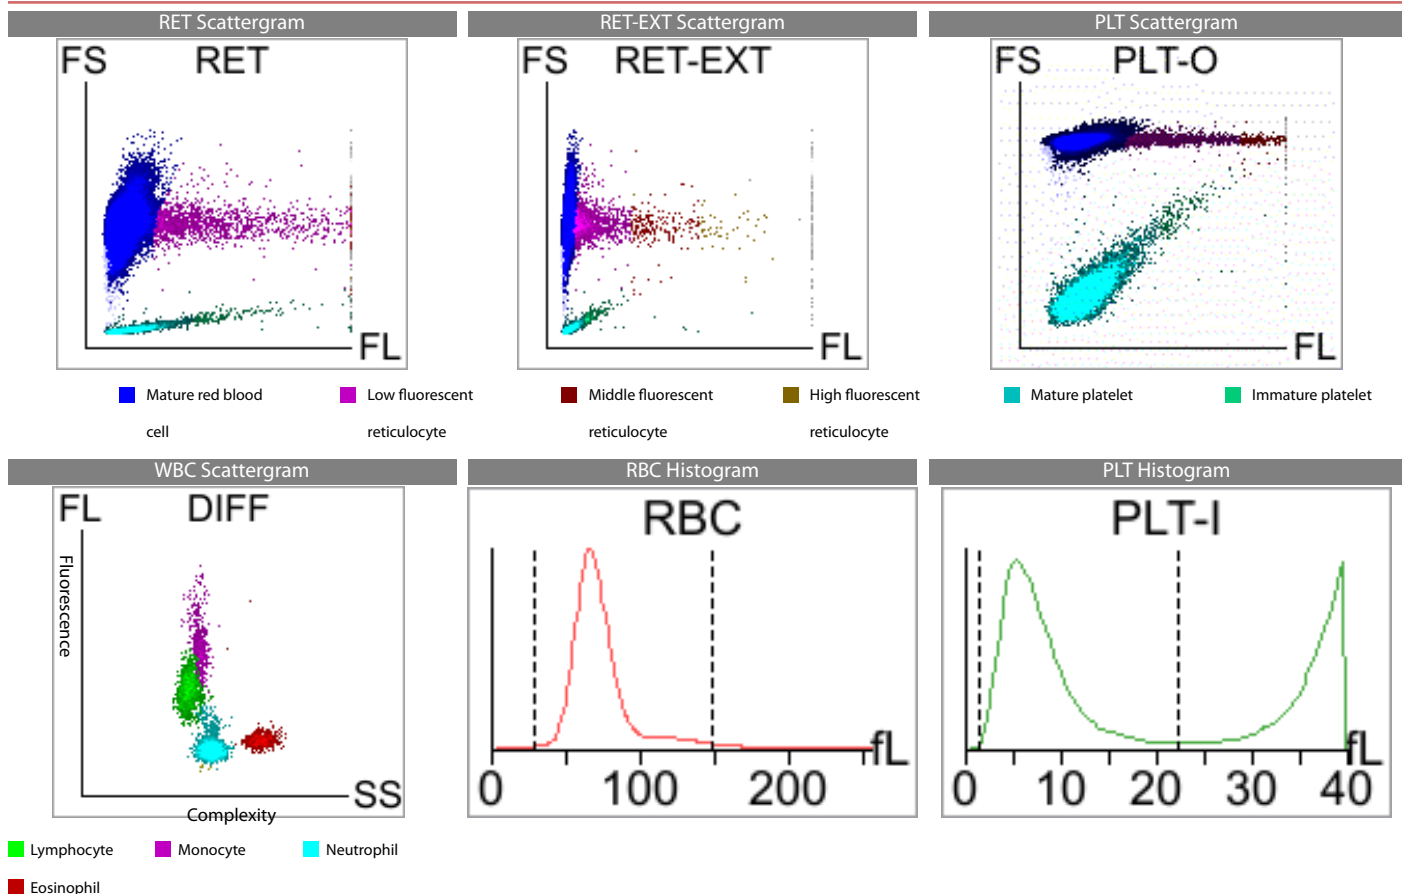 RET Scattergram
RET-EXT Scattergram
PLT Scattergram
FS RET
FL
FS RET-EXT
FL
FS PLT-O
FL
Mature red blood
cell
Low fluorescent
reticulocyte
Middle fluorescent
reticulocyte
High fluorescent
reticulocyte
Mature platelet
Immature platelet
WBC Scattergram
RBC Histogram
PLT Histogram
FL DIFF
Fluorescence
SS
Complexity
RBC
fL
0 100 200
PLT-I
fL
0 10 20 30 40
Lymphocyte
Monocyte
Neutrophil
Eosinophil